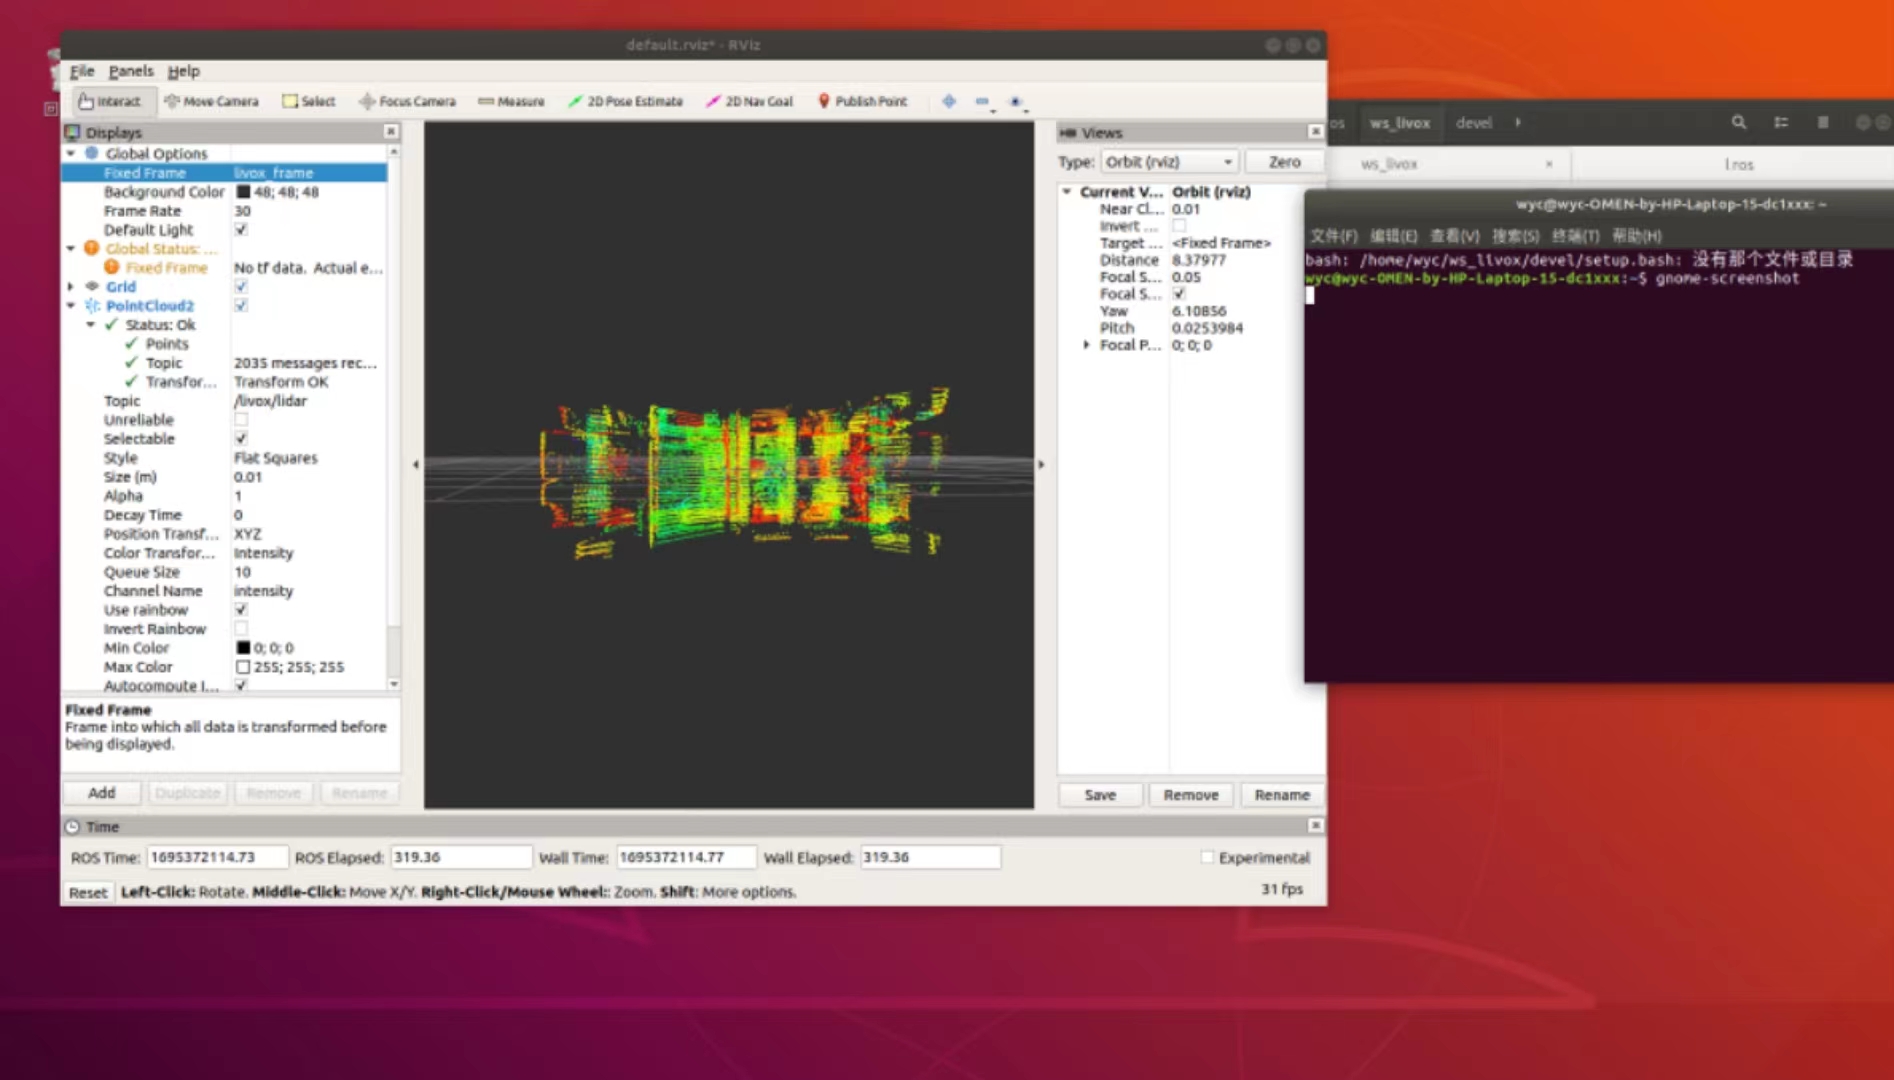 default.rviz* - RViz
File Panels Help
Interact Move Camera Select Focus Camera Measure 2D Pose Estimate 2D Nav Goal Publish Point
Displays
Global Options
Fixed Frame livox_frame
Background Color 48; 48; 48
Frame Rate 30
Default Light
Global Status: ...
Fixed Frame No tf data. Actual e...
Grid
PointCloud2
Status: Ok
Points
Topic 2035 messages rec...
Transfor... Transform OK
Topic /livox/lidar
Unreliable
Selectable
Style Flat Squares
Size (m) 0.01
Alpha 1
Decay Time 0
Position Transf... XYZ
Color Transfor... Intensity
Queue Size 10
Channel Name intensity
Use rainbow
Invert Rainbow
Min Color 0; 0; 0
Max Color 255; 255; 255
Autocompute I...
Fixed Frame
Frame into which all data is transformed before
being displayed.
Add Duplicate Remove Rename
Views
Type: Orbit (rviz) Zero
Current V... Orbit (rviz)
Near Cl... 0.01
Invert ...
Target ... <Fixed Frame>
Distance 8.37977
Focal S... 0.05
Focal S...
Yaw 6.10856
Pitch 0.0253984
Focal P... 0; 0; 0
Save Remove Rename
Time
ROS Time: 1695372114.73 ROS Elapsed: 319.36 Wall Time: 1695372114.77 Wall Elapsed: 319.36 Experimental
Reset Left-Click: Rotate. Middle-Click: Move X/Y. Right-Click/Mouse Wheel:: Zoom. Shift: More options. 31 fps
os ws_livox devel
ws_livox l ros
wyc@wyc-OMEN-by-HP-Laptop-15-dc1xxx: ~
文件(F) 编辑(E) 查看(V) 搜索(S) 终端(T) 帮助(H)
bash: /home/wyc/ws_livox/devel/setup.bash: 没有那个文件或目录
wyc@wyc-OMEN-by-HP-Laptop-15-dc1xxx:~$ gnome-screenshot